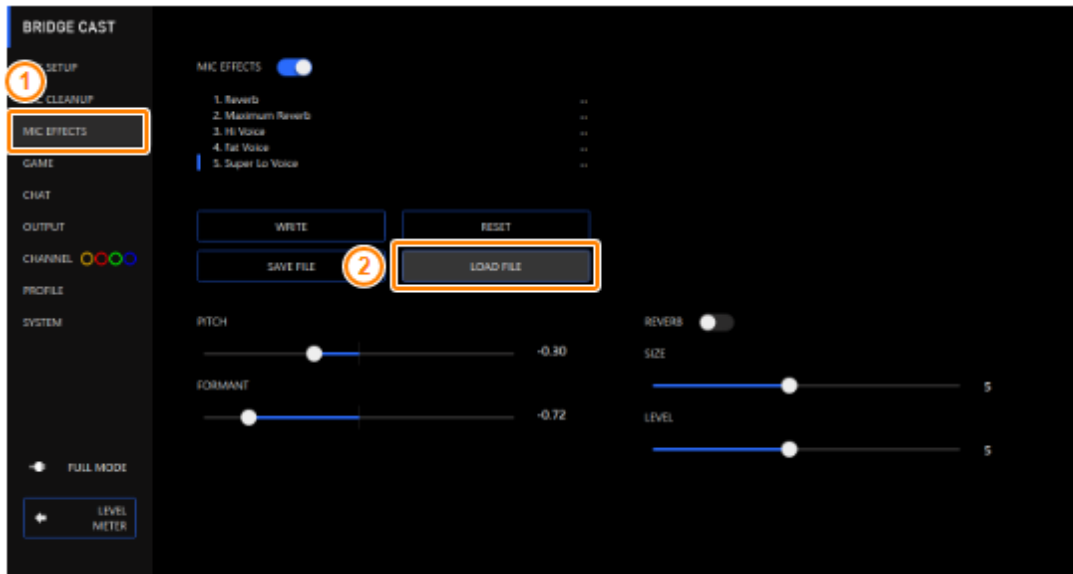 BRIDGE CAST
SETUP
1
CLEANUP
MIC EFFECTS
GAME
CHAT
OUTPUT
CHANNEL
PROFILE
SYSTEM
FULL MODE
LEVEL
METER
MIC EFFECTS
1. Reverb
2. Maximum Reverb
3. Hi Voice
4. Fat Voice
5. Super Lo Voice
WRITE
RESET
SAVE FILE
2
LOAD FILE
PITCH
-0.30
FORMANT
-0.72
REVERB
SIZE
5
LEVEL
5